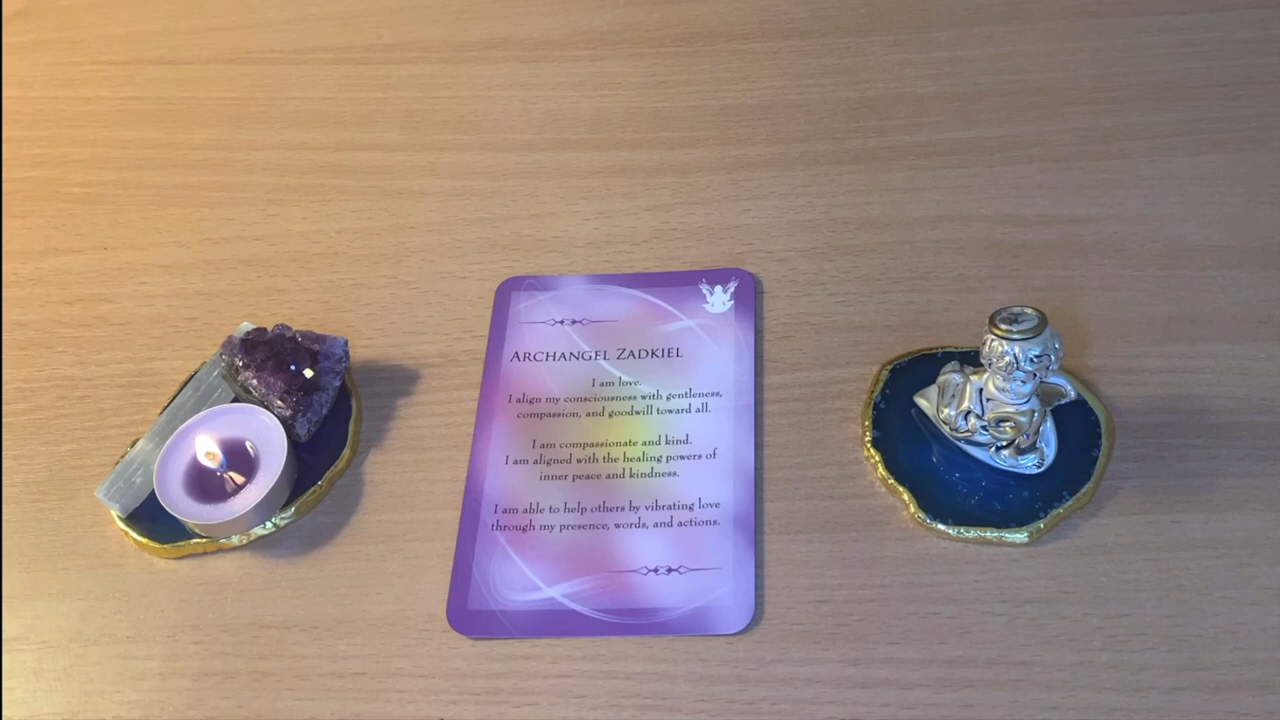 ARCHANGEL ZADKIEL
I am love.
I align my consciousness with gentleness,
compassion, and goodwill toward all.
I am compassionate and kind.
I am aligned with the healing powers of
inner peace and kindness.
I am able to help others by vibrating love
through my presence, words, and actions.